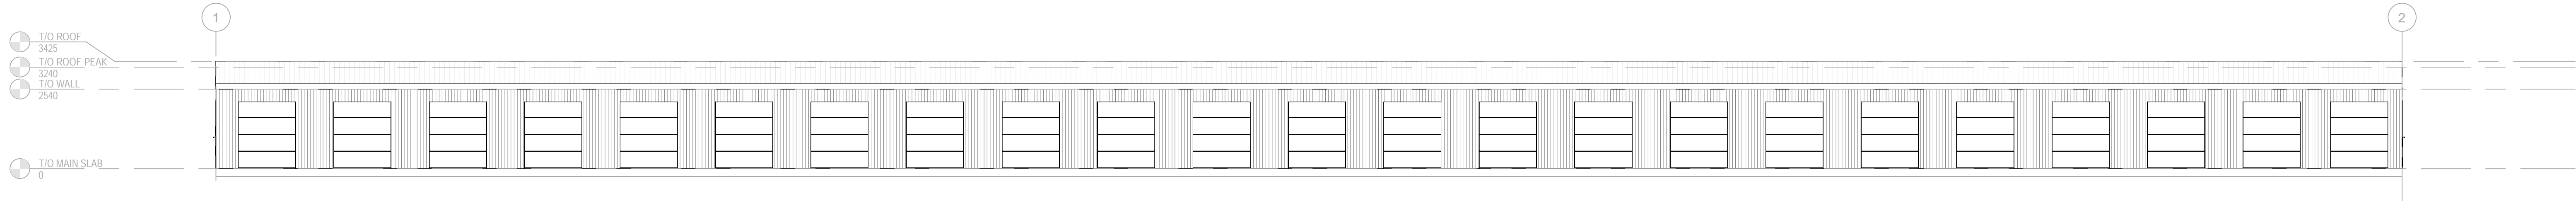 1
2
T/O ROOF
3425
T/O ROOF PEAK
3240
T/O WALL
2540
T/O MAIN SLAB
0